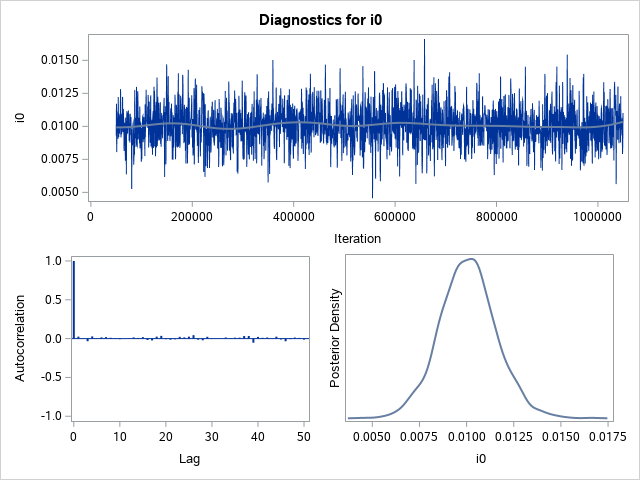 Diagnostics for i0
i0
0.0150
0.0125
0.0100
0.0075
0.0050
0 200000 400000 600000 800000 1000000
Iteration
Autocorrelation
1.0
0.5
0.0
-0.5
-1.0
0 10 20 30 40 50
Lag
Posterior Density
0.0050 0.0075 0.0100 0.0125 0.0150 0.0175
i0